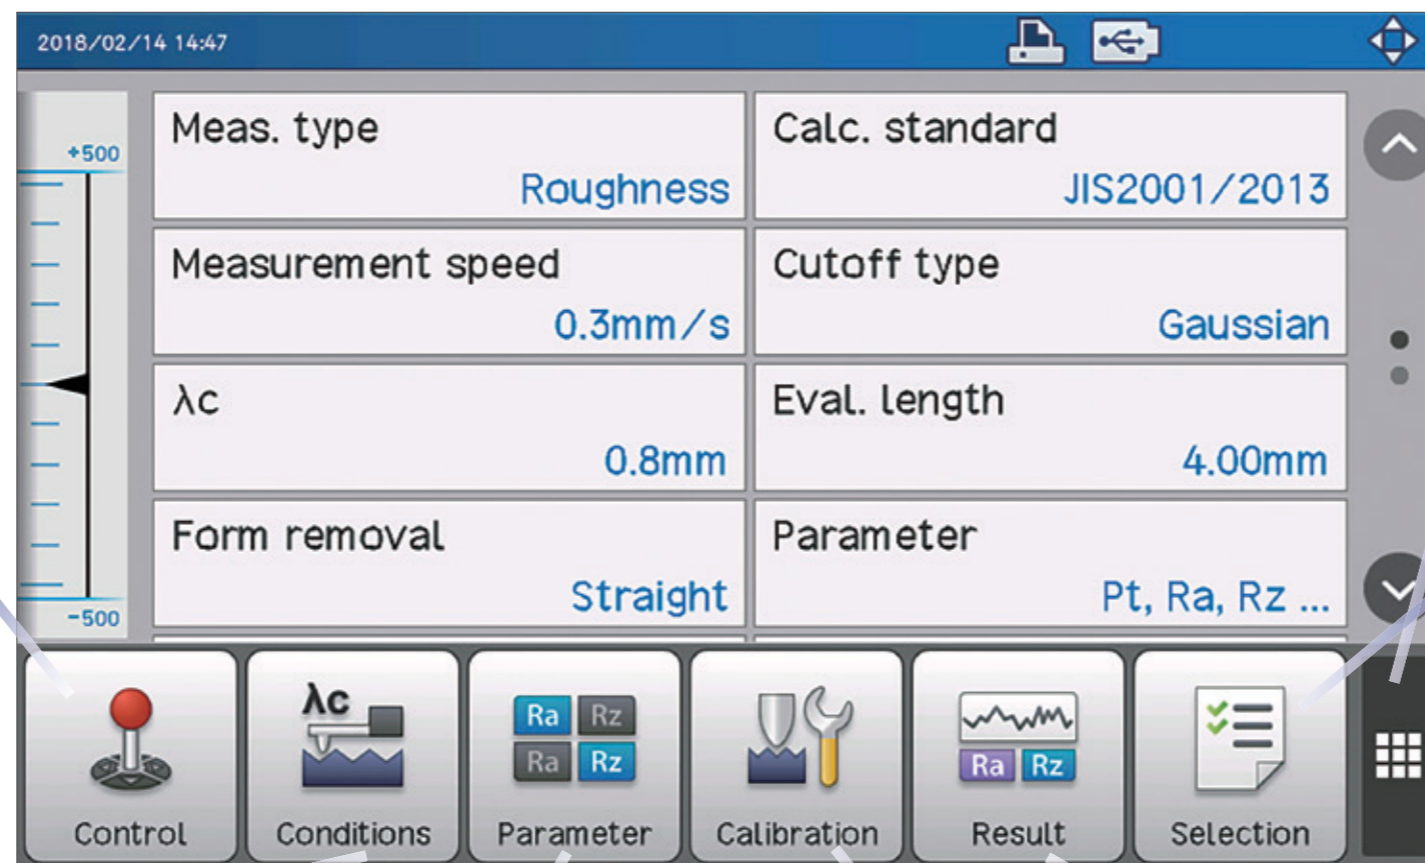 2018/02/14 14:47
+500
-500
Meas. type
Roughness
Calc. standard
JIS2001/2013
Measurement speed
0.3mm/s
Cutoff type
Gaussian
λc
0.8mm
Eval. length
4.00mm
Form removal
Straight
Parameter
Pt, Ra, Rz ...
λc
Ra Rz
Ra Rz
Ra Rz
Control
Conditions
Parameter
Calibration
Result
Selection